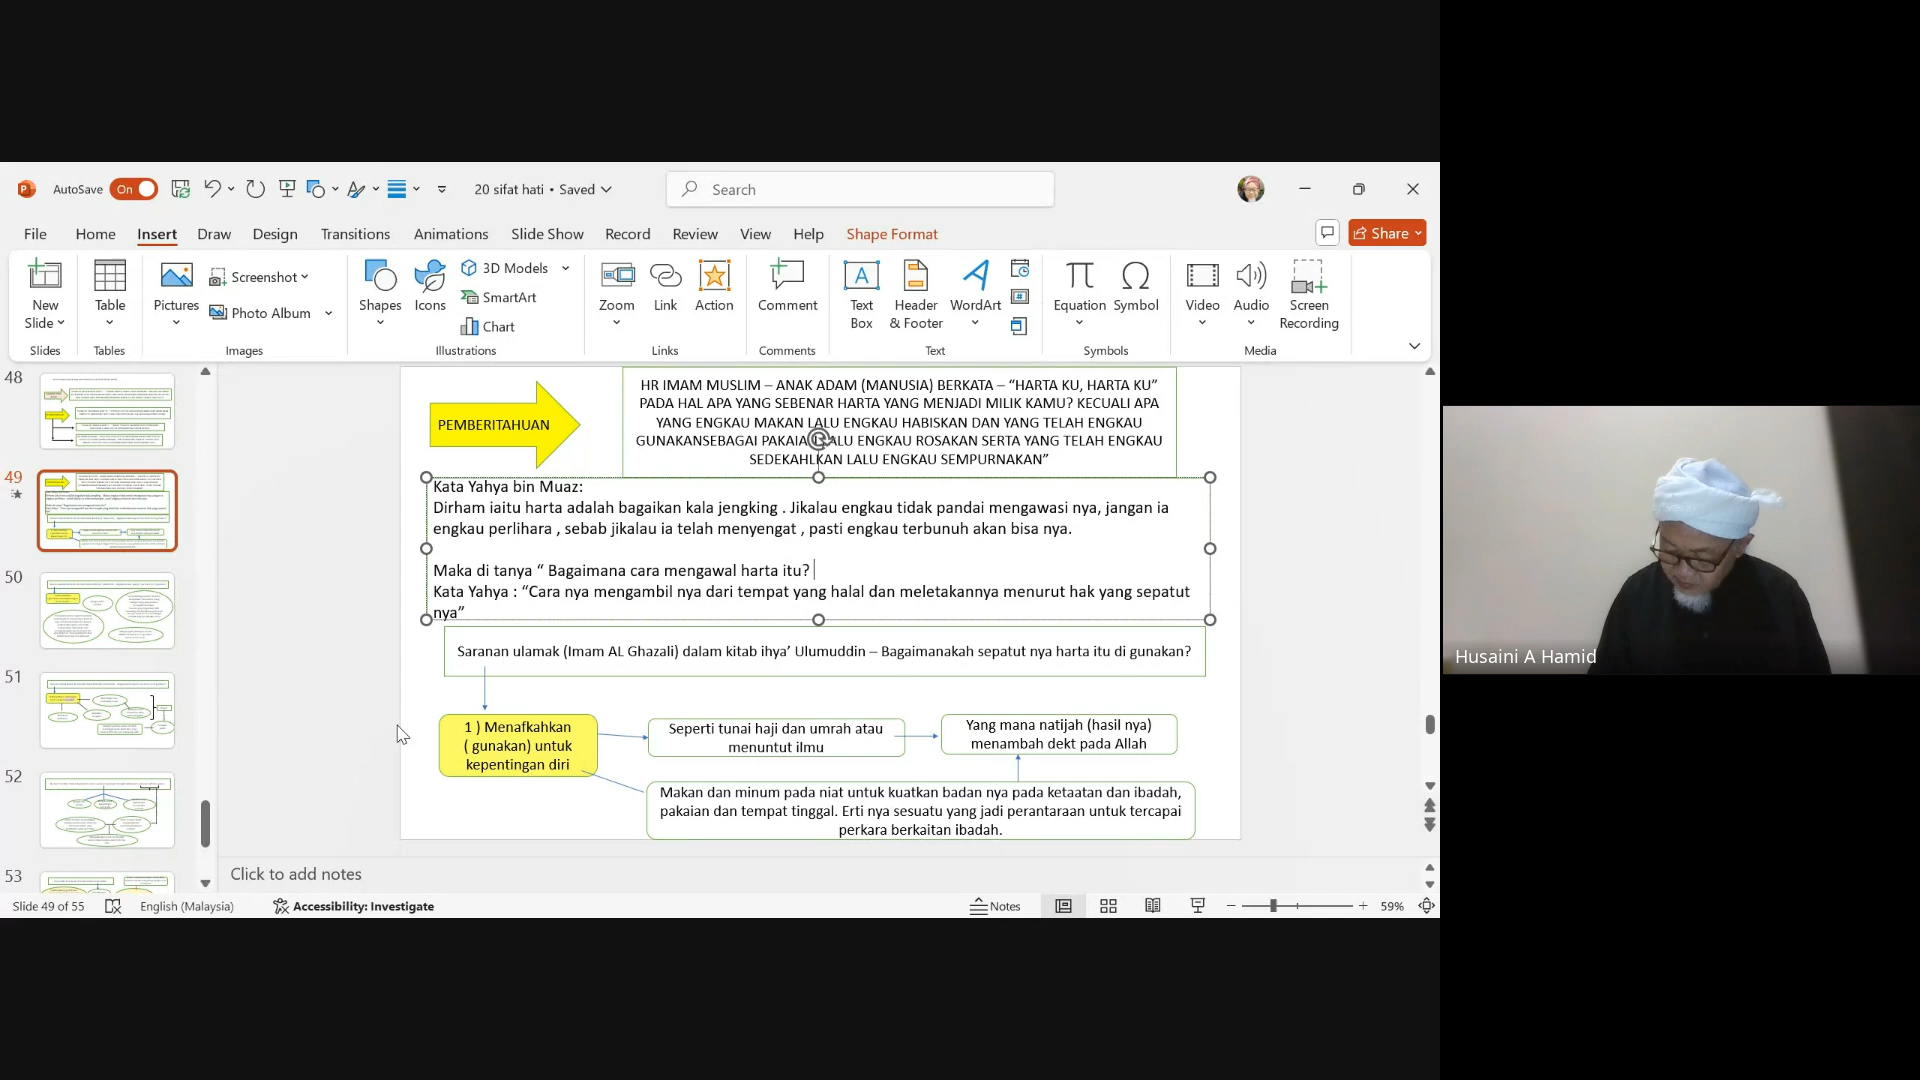 AutoSave On
20 sifat hati • Saved
Search
File Home Insert Draw Design Transitions Animations Slide Show Record Review View Help Shape Format
Share
New Slide
Table
Pictures
Screenshot
Photo Album
Shapes
Icons
3D Models
SmartArt
Chart
Zoom
Link
Action
Comment
Text Box
Header & Footer
WordArt
Equation
Symbol
Video
Audio
Screen Recording
Slides Tables Images Illustrations Links Comments Text Symbols Media
48
49
50
51
52
53
PEMBERITAHUAN
HR IMAM MUSLIM – ANAK ADAM (MANUSIA) BERKATA – “HARTA KU, HARTA KU”
PADA HAL APA YANG SEBENAR HARTA YANG MENJADI MILIK KAMU? KECUALI APA
YANG ENGKAU MAKAN LALU ENGKAU HABISKAN DAN YANG TELAH ENGKAU
GUNAKANSEBAGAI PAKAIAN LALU ENGKAU ROSAKAN SERTA YANG TELAH ENGKAU
SEDEKAHLKAN LALU ENGKAU SEMPURNAKAN”
Kata Yahya bin Muaz:
Dirham iaitu harta adalah bagaikan kala jengking . Jikalau engkau tidak pandai mengawasi nya, jangan ia
engkau perlihara , sebab jikalau ia telah menyengat , pasti engkau terbunuh akan bisa nya.
Maka di tanya “ Bagaimana cara mengawal harta itu?
Kata Yahya : “Cara nya mengambil nya dari tempat yang halal dan meletakannya menurut hak yang sepatut
nya”
Saranan ulamak (Imam AL Ghazali) dalam kitab ihya’ Ulumuddin – Bagaimanakah sepatut nya harta itu di gunakan?
1 ) Menafkahkan
( gunakan) untuk
kepentingan diri
Seperti tunai haji dan umrah atau
menuntut ilmu
Yang mana natijah (hasil nya)
menambah dekt pada Allah
Makan dan minum pada niat untuk kuatkan badan nya pada ketaatan dan ibadah,
pakaian dan tempat tinggal. Erti nya sesuatu yang jadi perantaraan untuk tercapai
perkara berkaitan ibadah.
Click to add notes
Slide 49 of 55
English (Malaysia)
Accessibility: Investigate
Notes
59%
Husaini A Hamid